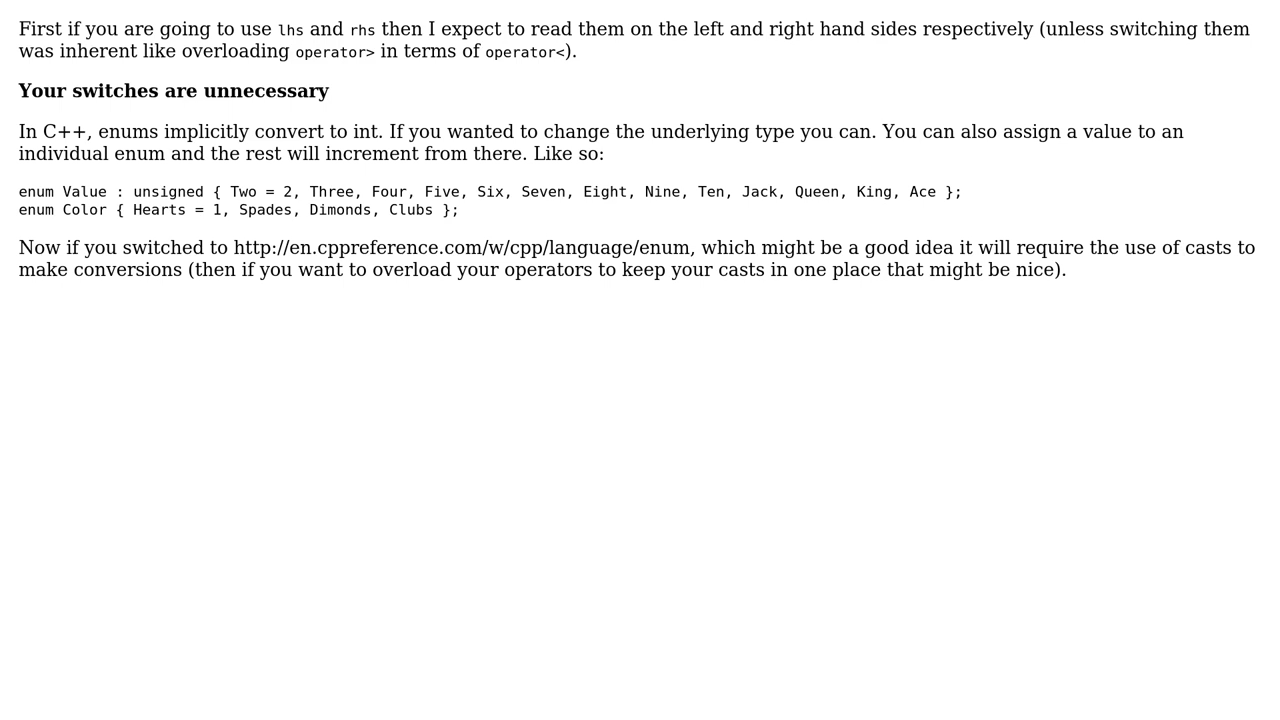 First if you are going to use lhs and rhs then I expect to read them on the left and right hand sides respectively (unless switching them
was inherent like overloading operator> in terms of operator<).
Your switches are unnecessary
In C++, enums implicitly convert to int. If you wanted to change the underlying type you can. You can also assign a value to an
individual enum and the rest will increment from there. Like so:
enum Value : unsigned { Two = 2, Three, Four, Five, Six, Seven, Eight, Nine, Ten, Jack, Queen, King, Ace };
enum Color { Hearts = 1, Spades, Dimonds, Clubs };
Now if you switched to http://en.cppreference.com/w/cpp/language/enum, which might be a good idea it will require the use of casts to
make conversions (then if you want to overload your operators to keep your casts in one place that might be nice).